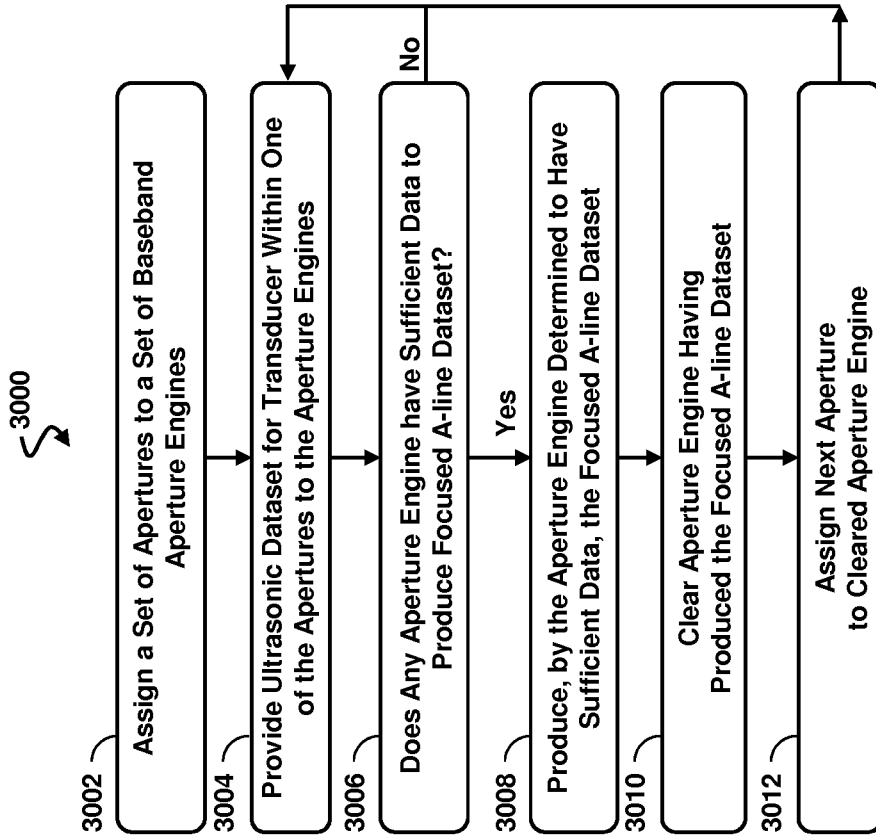 3000
3002
Assign a Set of Apertures to a Set of Baseband
Aperture Engines
3004
Provide Ultrasonic Dataset for Transducer Within One
of the Apertures to the Aperture Engines
3006
Does Any Aperture Engine have Sufficient Data to
Produce Focused A-line Dataset?
No
Yes
3008
Produce, by the Aperture Engine Determined to Have
Sufficient Data, the Focused A-line Dataset
3010
Clear Aperture Engine Having
Produced the Focused A-line Dataset
3012
Assign Next Aperture
to Cleared Aperture Engine